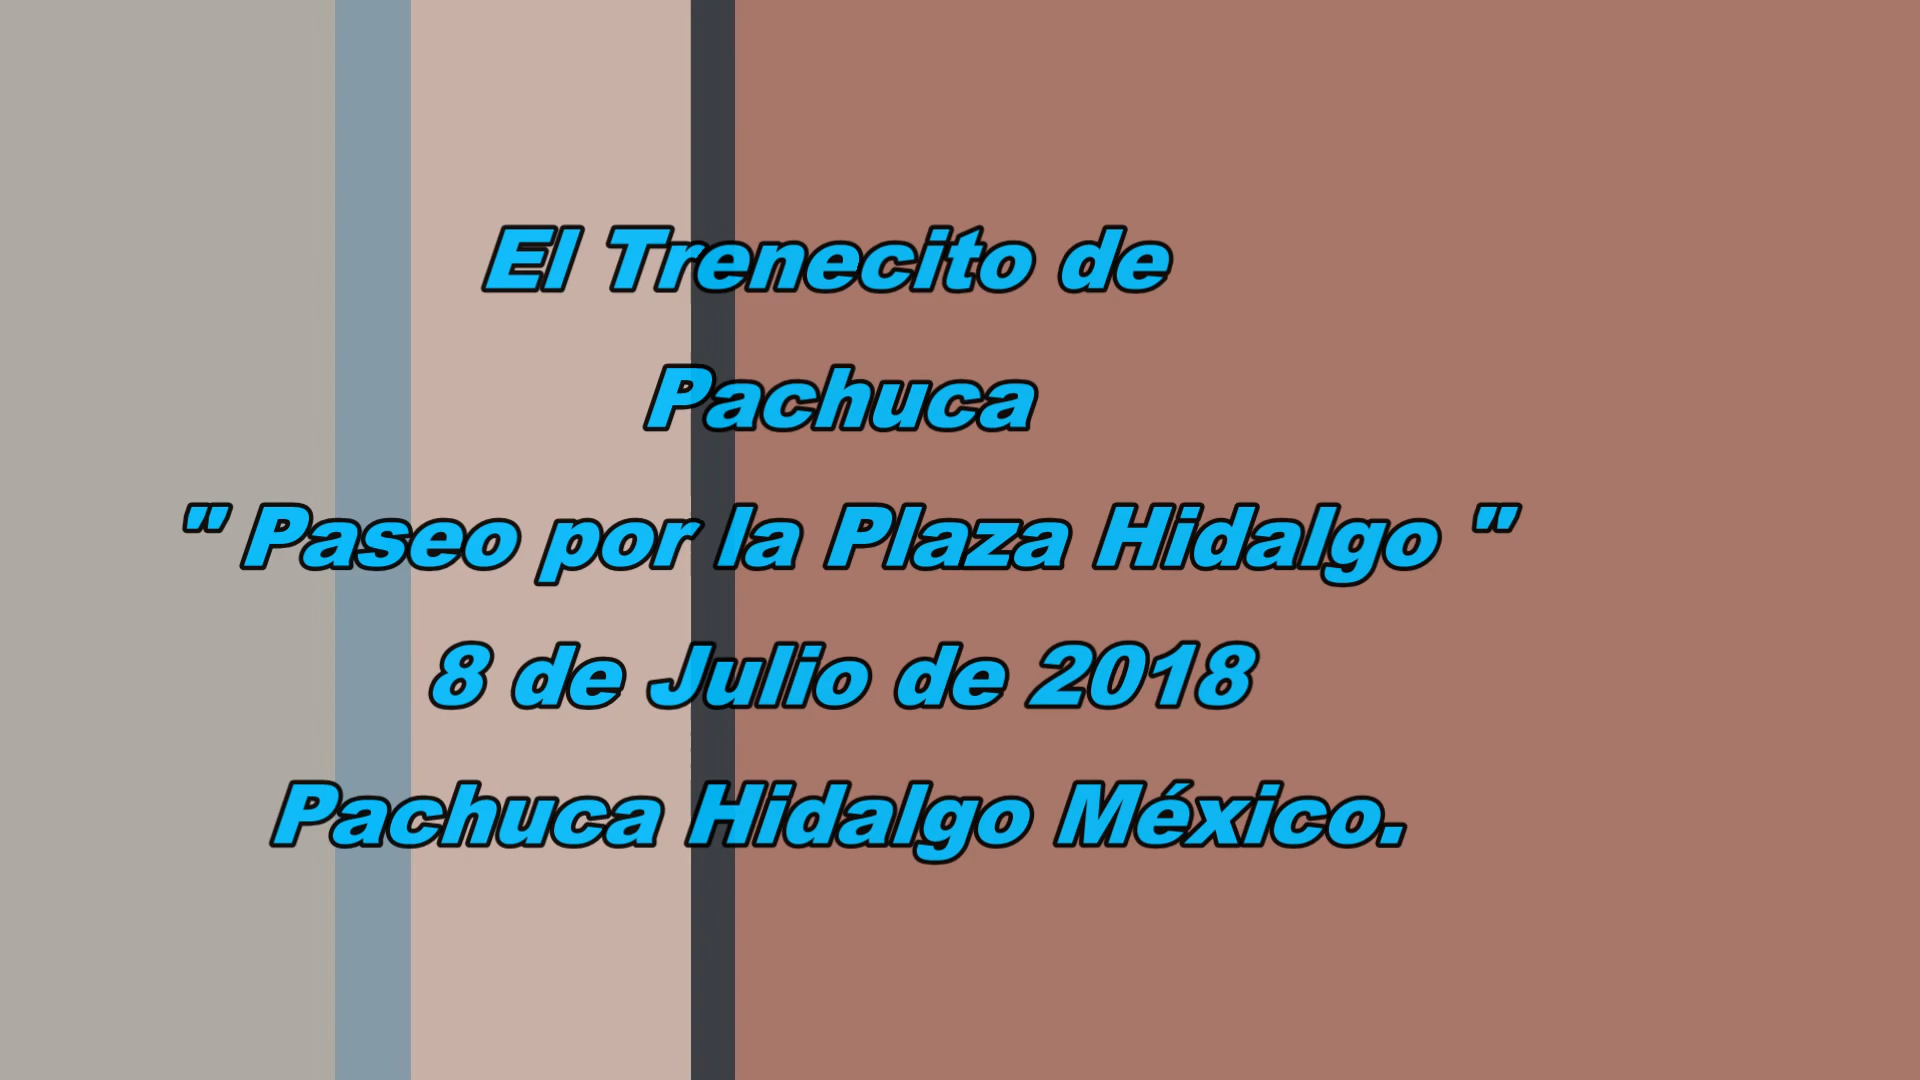 El Trenecito de
Pachuca
" Paseo por la Plaza Hidalgo "
8 de Julio de 2018
Pachuca Hidalgo México.